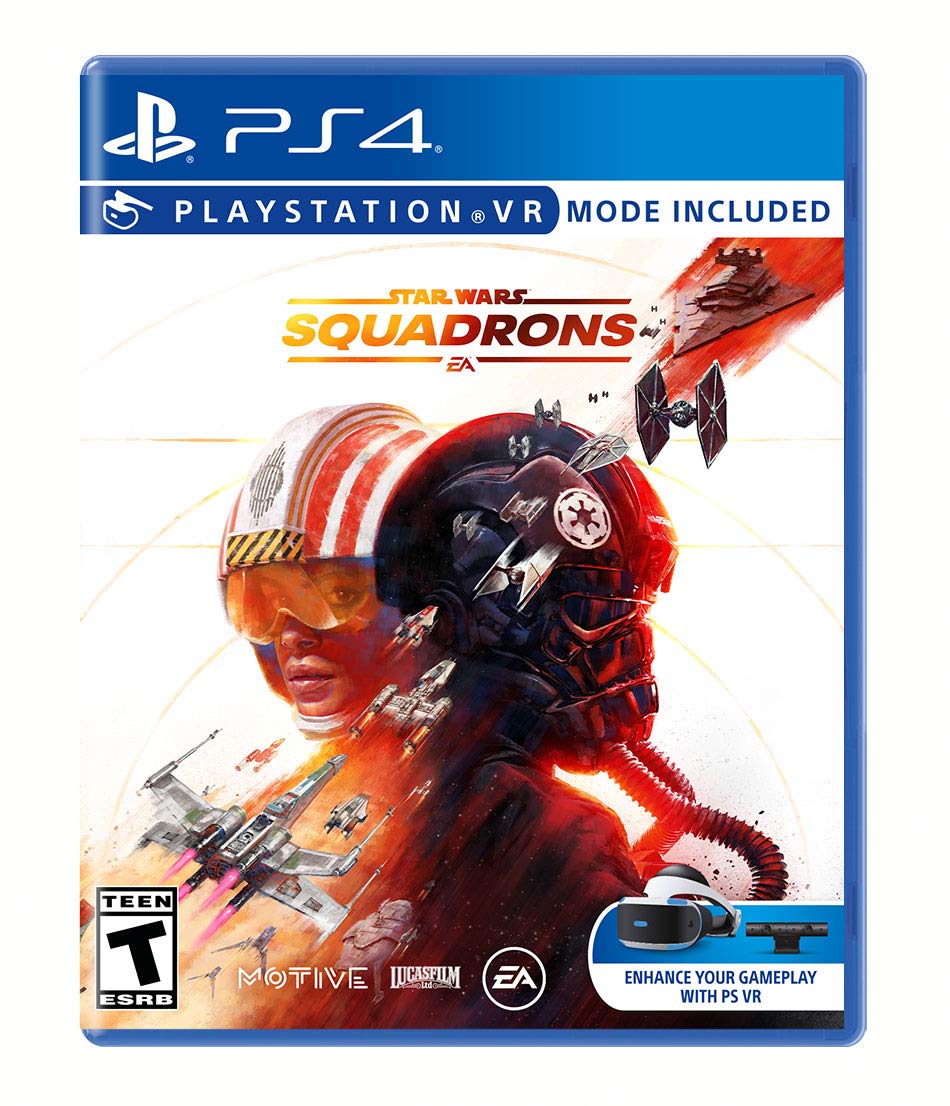 PS4®
PLAYSTATION®VR MODE INCLUDED
STAR WARS™
SQUADRONS
EA
TEEN
T
ESRB
MOTIVE
LUCASFILM
Ltd
EA
ENHANCE YOUR GAMEPLAY
WITH PS VR